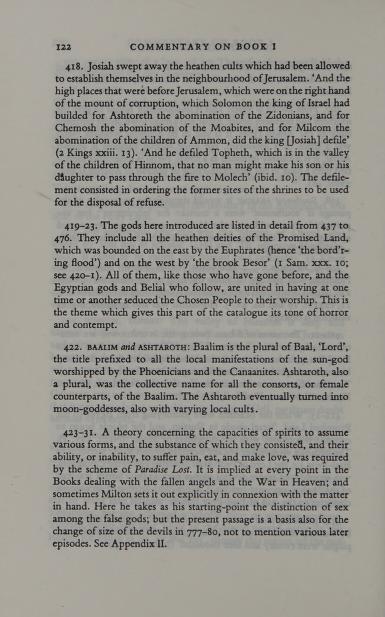 122 COMMENTARY ON BOOK I
418. Josiah swept away the heathen cults which had been allowed
to establish themselves in the neighbourhood of Jerusalem. ‘And the
high places that were before Jerusalem, which were on the right hand
of the mount of corruption, which Solomon the king of Israel had
builded for Ashtoreth the abomination of the Zidonians, and for
Chemosh the abomination of the Moabites, and for Milcom the
abomination of the children of Ammon, did the king [Josiah] defile’
(2 Kings xxiii. 13). ‘And he defiled Topheth, which is in the valley
of the children of Hinnom, that no man might make his son or his
daughter to pass through the fire to Molech’ (ibid. 10). The defile-
ment consisted in ordering the former sites of the shrines to be used
for the disposal of refuse.
419–23. The gods here introduced are listed in detail from 437 to
476. They include all the heathen deities of the Promised Land,
which was bounded on the east by the Euphrates (hence ‘the bord’r-
ing flood’) and on the west by ‘the brook Besor’ (1 Sam. xxx. 10;
see 420–1). All of them, like those who have gone before, and the
Egyptian gods and Belial who follow, are united in having at one
time or another seduced the Chosen People to their worship. This is
the theme which gives this part of the catalogue its tone of horror
and contempt.
422. BAALIM and ASHTAROTH: Baalim is the plural of Baal, ‘Lord’,
the title prefixed to all the local manifestations of the sun-god
worshipped by the Phoenicians and the Canaanites. Ashtaroth, also
a plural, was the collective name for all the consorts, or female
counterparts, of the Baalim. The Ashtaroth eventually turned into
moon-goddesses, also with varying local cults.
423–31. A theory concerning the capacities of spirits to assume
various forms, and the substance of which they consisted, and their
ability, or inability, to suffer pain, eat, and make love, was required
by the scheme of Paradise Lost. It is implied at every point in the
Books dealing with the fallen angels and the War in Heaven; and
sometimes Milton sets it out explicitly in connexion with the matter
in hand. Here he takes as his starting-point the distinction of sex
among the false gods; but the present passage is a basis also for the
change of size of the devils in 777–80, not to mention various later
episodes. See Appendix II.